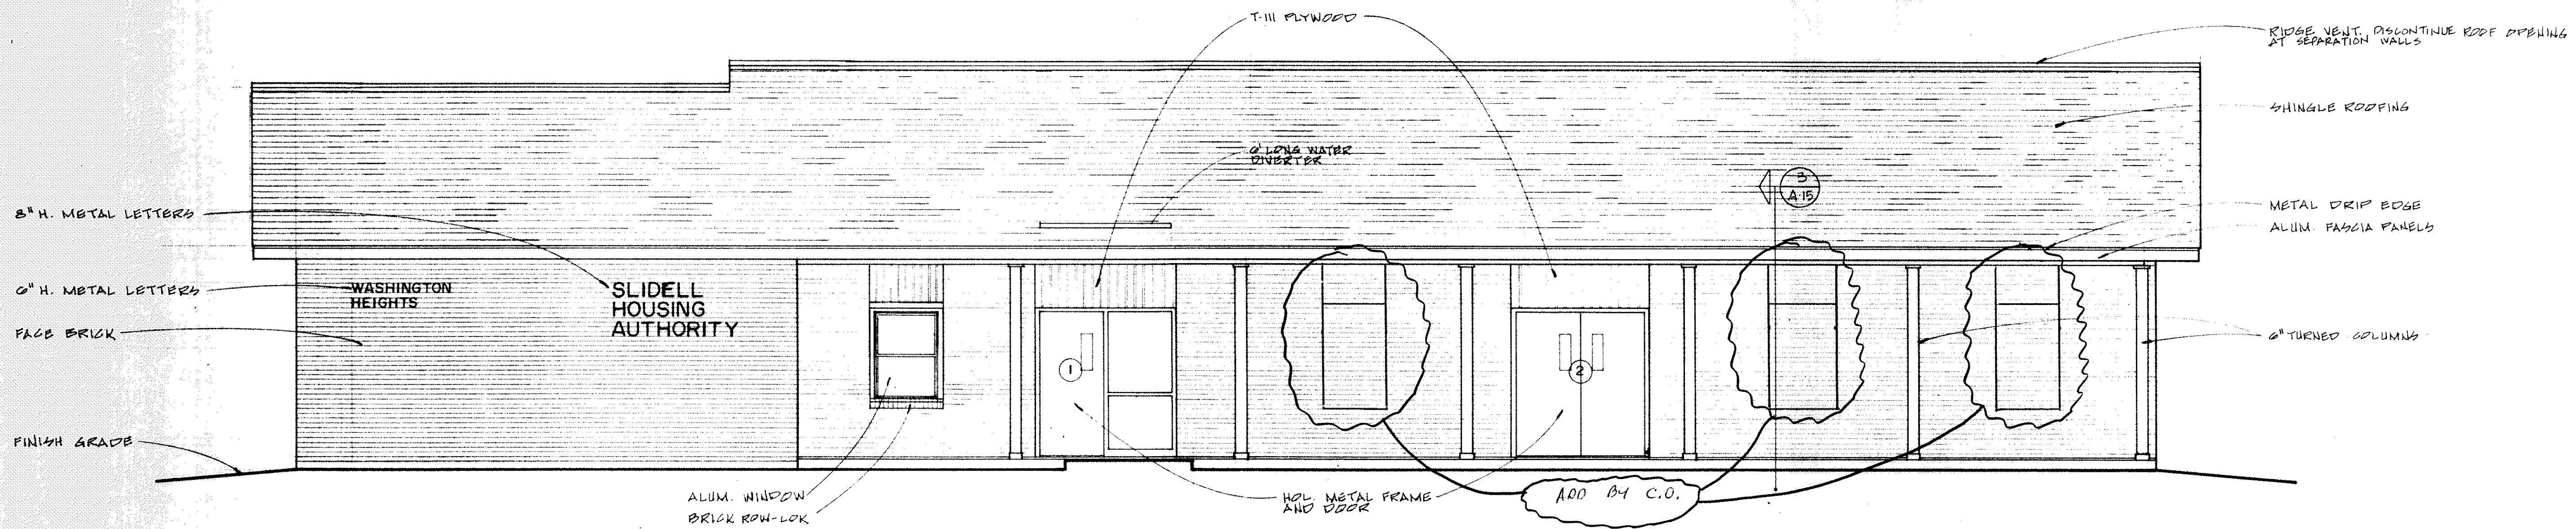 T-111 PLYWOOD
RIDGE VENT. DISCONTINUE ROOF OPENING
AT SEPARATION WALLS
SHINGLE ROOFING
6' LONG WATER
DIVERTER
3
A-15
8" H. METAL LETTERS
METAL DRIP EDGE
ALUM. FASCIA PANELS
6" H. METAL LETTERS
WASHINGTON
HEIGHTS
SLIDELL
HOUSING
AUTHORITY
FACE BRICK
6" TURNED COLUMNS
1
2
FINISH GRADE
ALUM. WINDOW
BRICK ROW-LOK
HOL. METAL FRAME
AND DOOR
ADD BY C.O.